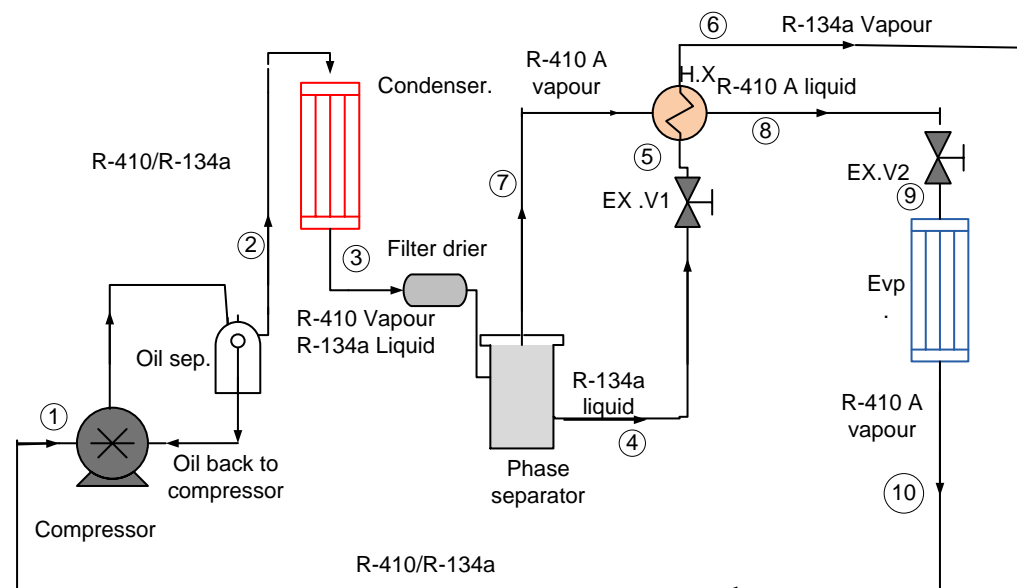 6
R-134a Vapour
R-410 A
vapour
H.X
R-410 A liquid
Condenser.
8
5
R-410/R-134a
EX.V2
7
EX .V1
9
2
3
Filter drier
Evp
.
R-410 Vapour
R-134a Liquid
Oil sep.
R-134a
liquid
R-410 A
vapour
1
4
Oil back to
compressor
Phase
separator
10
Compressor
R-410/R-134a